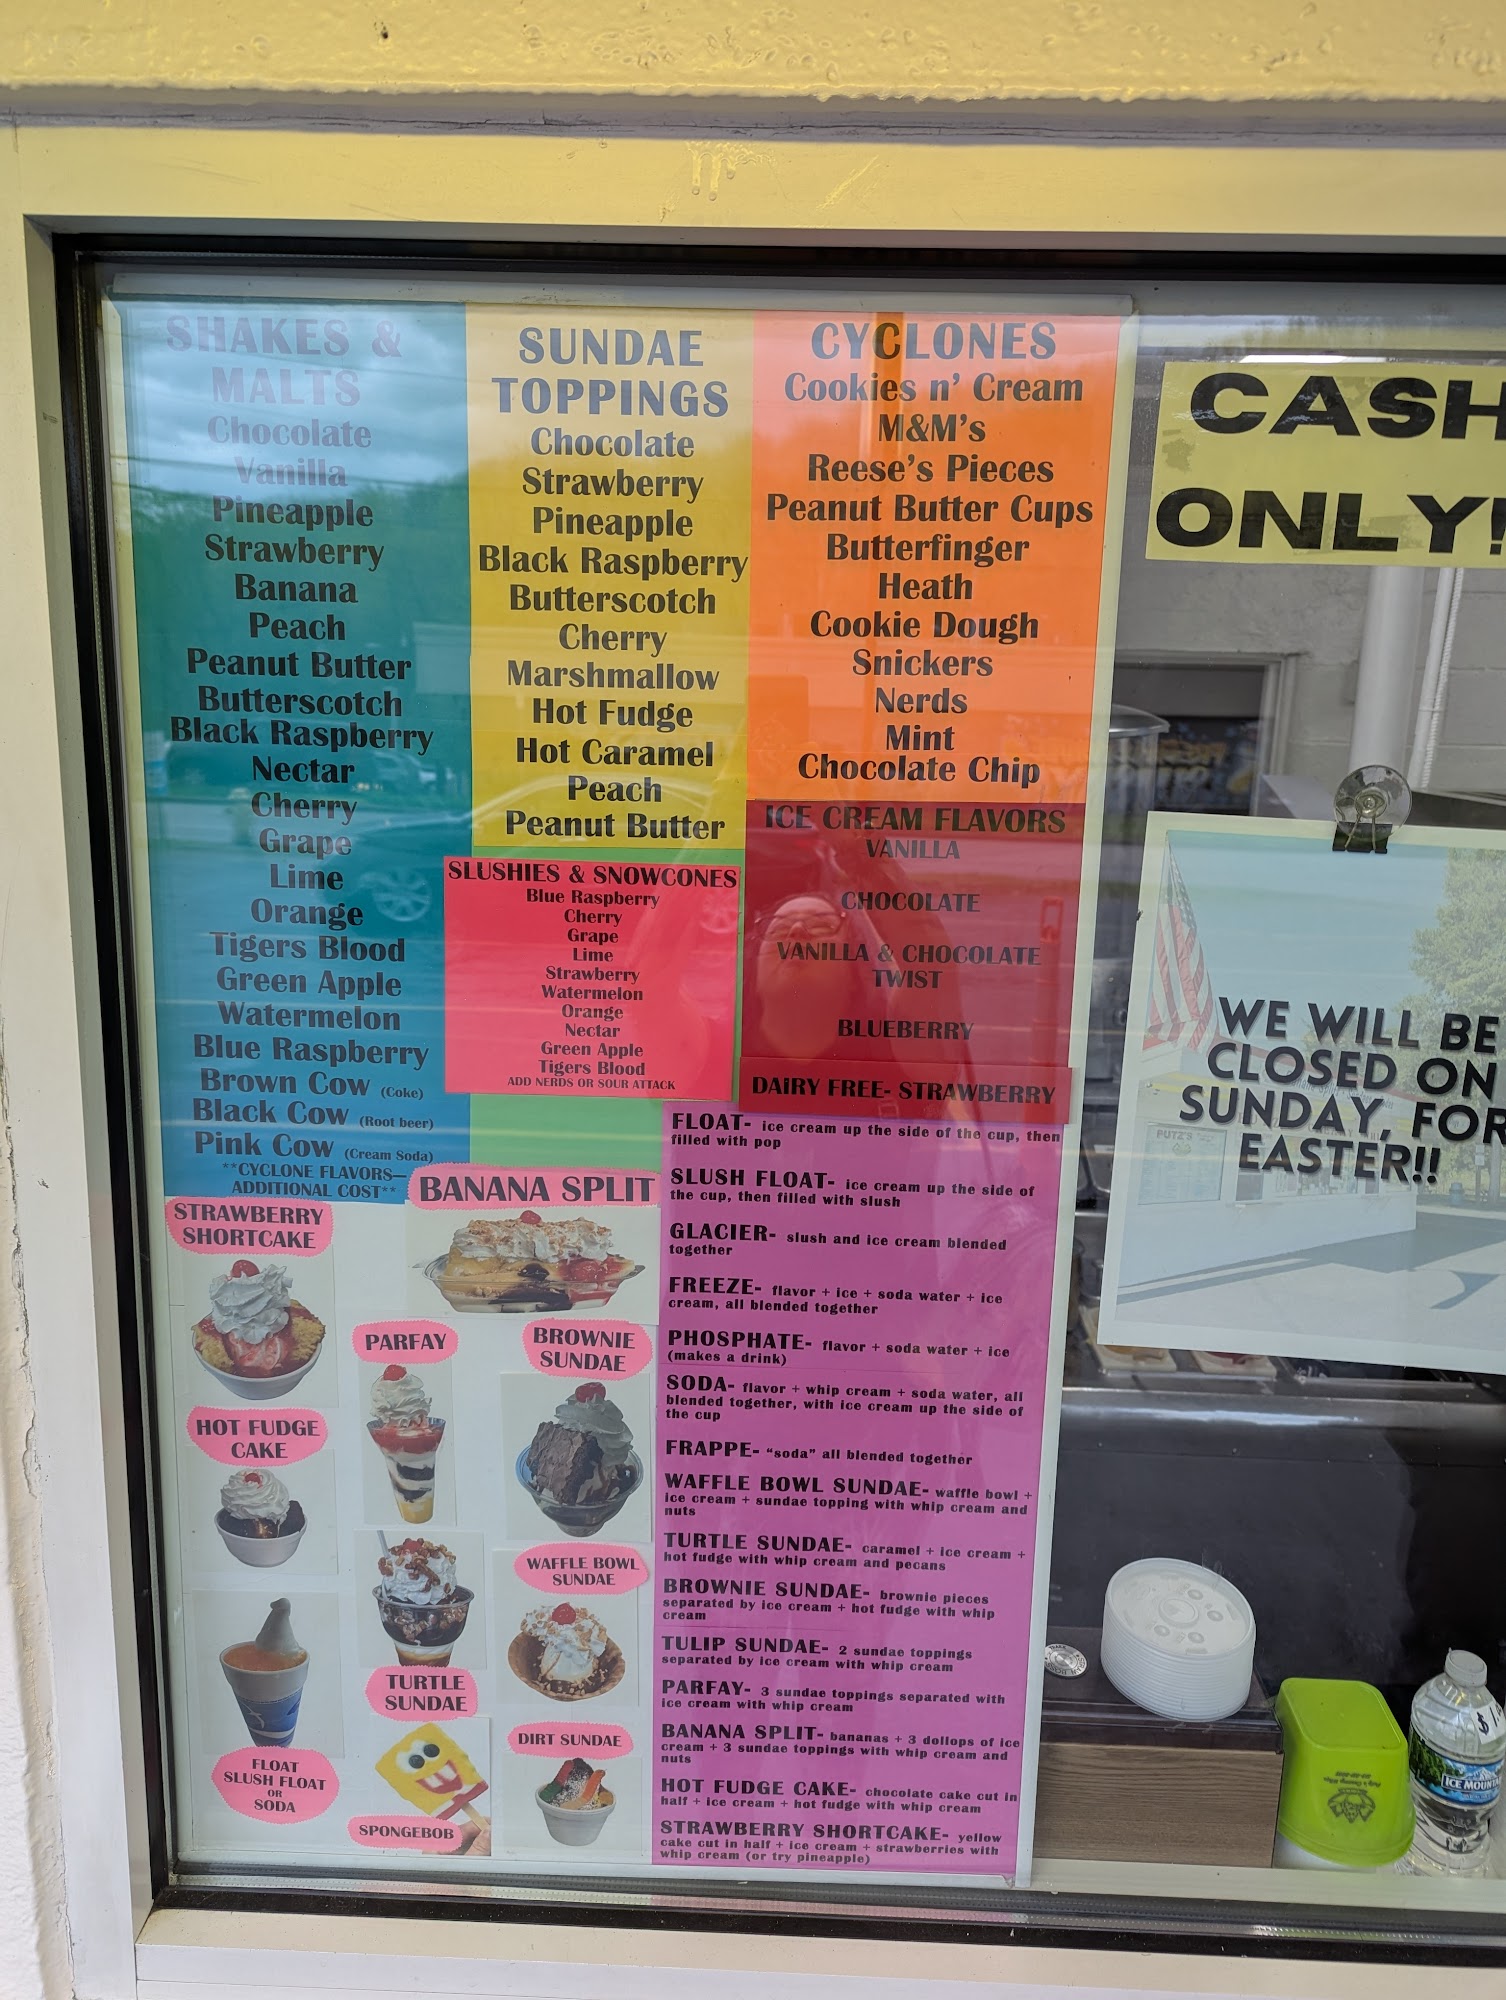 SHAKES &
MALTS
Chocolate
Vanilla
Pineapple
Strawberry
Banana
Peach
Peanut Butter
Butterscotch
Black Raspberry
Nectar
Cherry
Grape
Lime
Orange
Tigers Blood
Green Apple
Watermelon
Blue Raspberry
Brown Cow (Coke)
Black Cow (Root beer)
Pink Cow (Cream Soda)
**CYCLONE FLAVORS—
ADDITIONAL COST**
SUNDAE
TOPPINGS
Chocolate
Strawberry
Pineapple
Black Raspberry
Butterscotch
Cherry
Marshmallow
Hot Fudge
Hot Caramel
Peach
Peanut Butter
SLUSHIES & SNOWCONES
Blue Raspberry
Cherry
Grape
Lime
Strawberry
Watermelon
Orange
Nectar
Green Apple
Tigers Blood
ADD NERDS OR SOUR ATTACK
CYCLONES
Cookies n' Cream
M&M's
Reese's Pieces
Peanut Butter Cups
Butterfinger
Heath
Cookie Dough
Snickers
Nerds
Mint
Chocolate Chip
ICE CREAM FLAVORS
VANILLA
CHOCOLATE
VANILLA & CHOCOLATE
TWIST
BLUEBERRY
DAIRY FREE- STRAWBERRY
FLOAT- ice cream up the side of the cup, then
filled with pop
SLUSH FLOAT- ice cream up the side of
the cup, then filled with slush
GLACIER- slush and ice cream blended
together
FREEZE- flavor + ice + soda water + ice
cream, all blended together
PHOSPHATE- flavor + soda water + ice
(makes a drink)
SODA- flavor + whip cream + soda water, all
blended together, with ice cream up the side of
the cup
FRAPPE- "soda" all blended together
WAFFLE BOWL SUNDAE- waffle bowl +
ice cream + sundae topping with whip cream and
nuts
TURTLE SUNDAE- caramel + ice cream +
hot fudge with whip cream and pecans
BROWNIE SUNDAE- brownie pieces
separated by ice cream + hot fudge with whip
cream
TULIP SUNDAE- 2 sundae toppings
separated by ice cream with whip cream
PARFAY- 3 sundae toppings separated with
ice cream with whip cream
BANANA SPLIT- bananas + 3 dollops of ice
cream + 3 sundae toppings with whip cream and
nuts
HOT FUDGE CAKE- chocolate cake cut in
half + ice cream + hot fudge with whip cream
STRAWBERRY SHORTCAKE- yellow
cake cut in half + ice cream + strawberries with
whip cream (or try pineapple)
BANANA SPLIT
STRAWBERRY
SHORTCAKE
PARFAY
BROWNIE
SUNDAE
HOT FUDGE
CAKE
WAFFLE BOWL
SUNDAE
TURTLE
SUNDAE
FLOAT
SLUSH FLOAT
OR
SODA
DIRT SUNDAE
SPONGEBOB
CASH
ONLY!
WE WILL BE
CLOSED ON
SUNDAY, FOR
EASTER!!
PUTZ'S
ICE MOUNTA